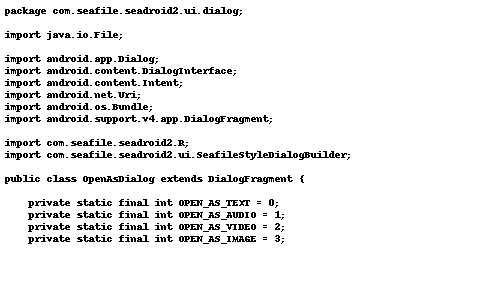 package com.seafile.seadroid2.ui.dialog;

import java.io.File;

import android.app.Dialog;
import android.content.DialogInterface;
import android.content.Intent;
import android.net.Uri;
import android.os.Bundle;
import android.support.v4.app.DialogFragment;

import com.seafile.seadroid2.R;
import com.seafile.seadroid2.ui.SeafileStyleDialogBuilder;

public class OpenAsDialog extends DialogFragment {

    private static final int OPEN_AS_TEXT = 0;
    private static final int OPEN_AS_AUDIO = 1;
    private static final int OPEN_AS_VIDEO = 2;
    private static final int OPEN_AS_IMAGE = 3;